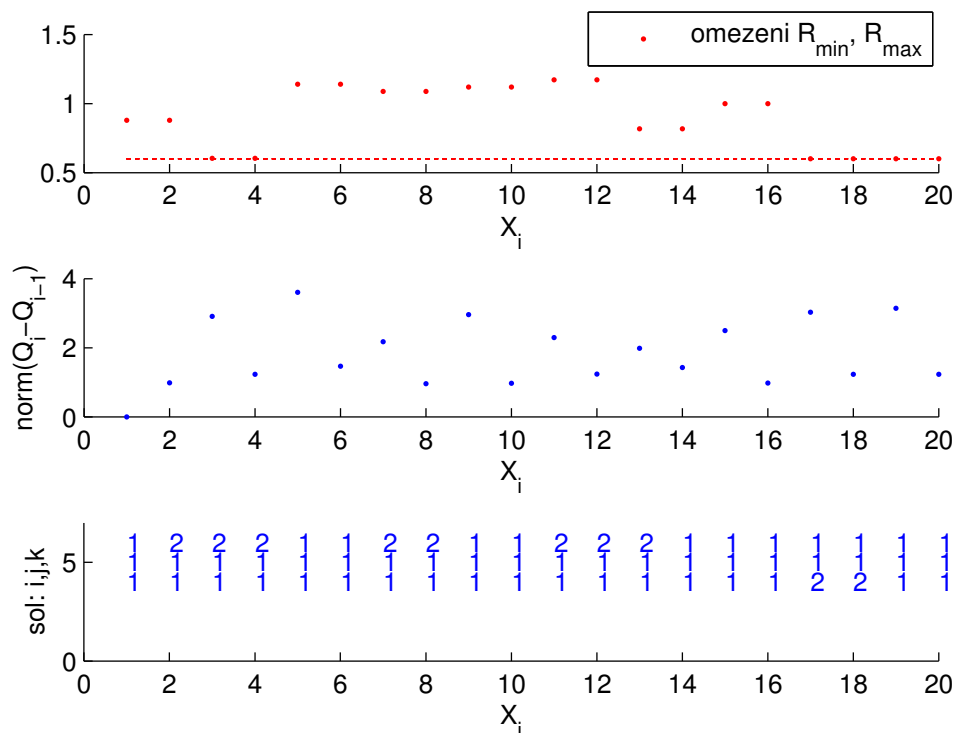 omezeni R_min, R_max
1.5
1
0.5
0 2 4 6 8 10 12 14 16 18 20
X_i
norm(Q_i−Q_i−1)
4
2
0
0 2 4 6 8 10 12 14 16 18 20
X_i
sol: i,j,k
1 2 2 2 1 1 2 2 1 1 2 2 2 1 1 1 1 1 1 1
5
1 1 1 1 1 1 1 1 1 1 1 1 1 1 1 1 1 1 1 1
1 1 1 1 1 1 1 1 1 1 1 1 1 1 1 1 2 2 1 1
0
0 2 4 6 8 10 12 14 16 18 20
X_i